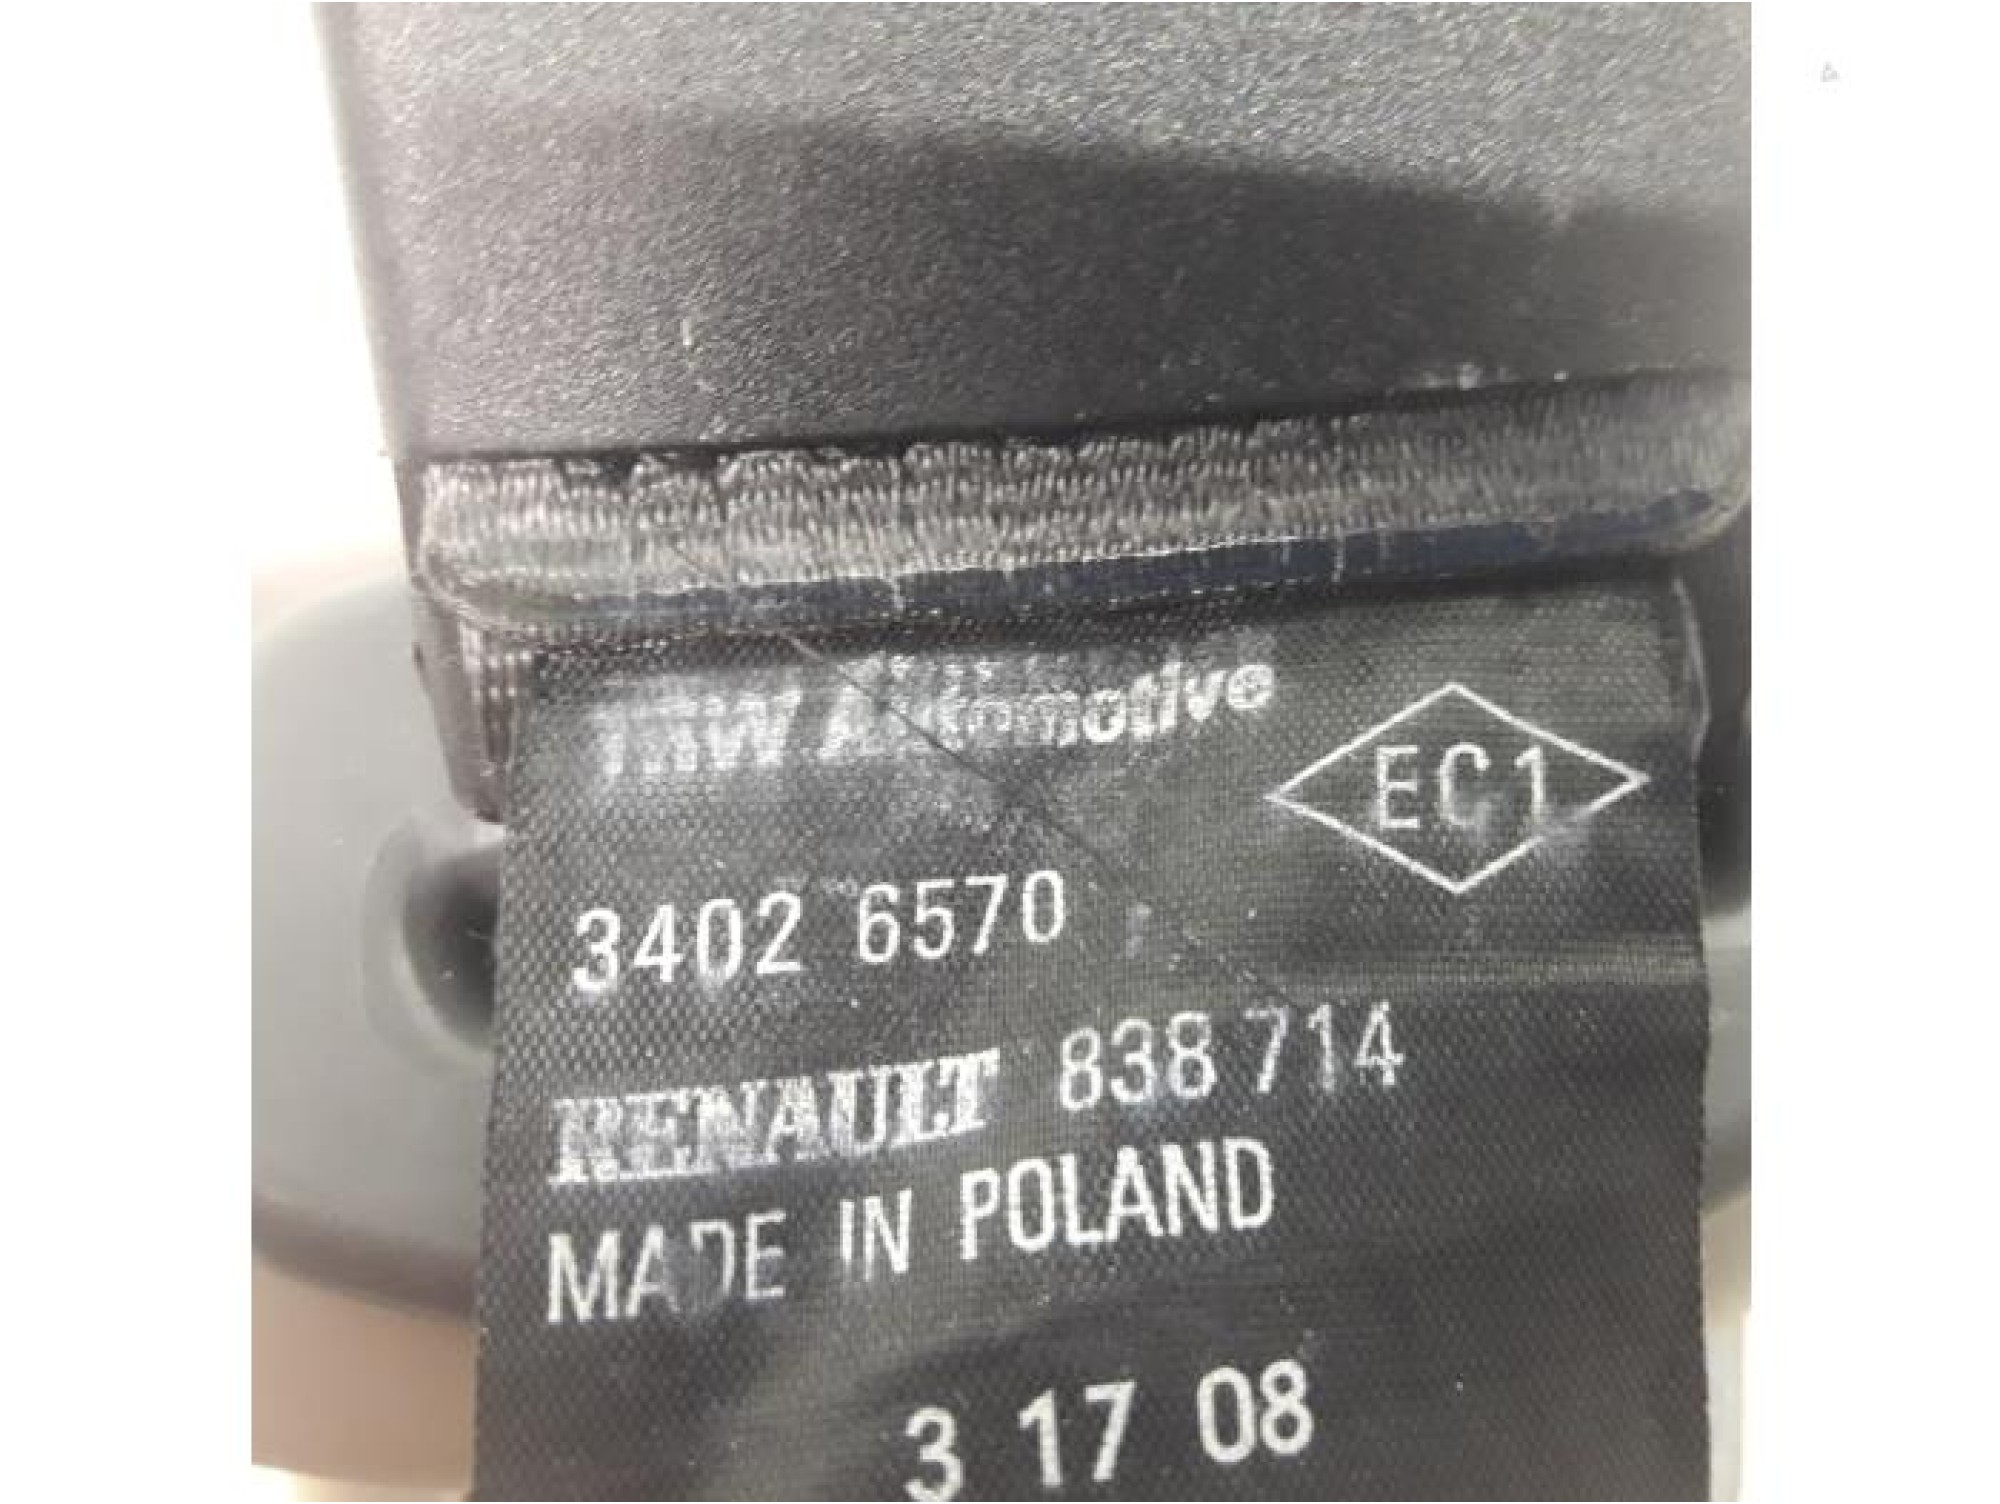 TRW Automotive®
EC1
3402 6570
RENAULT 838 714
MADE IN POLAND
3 17 08